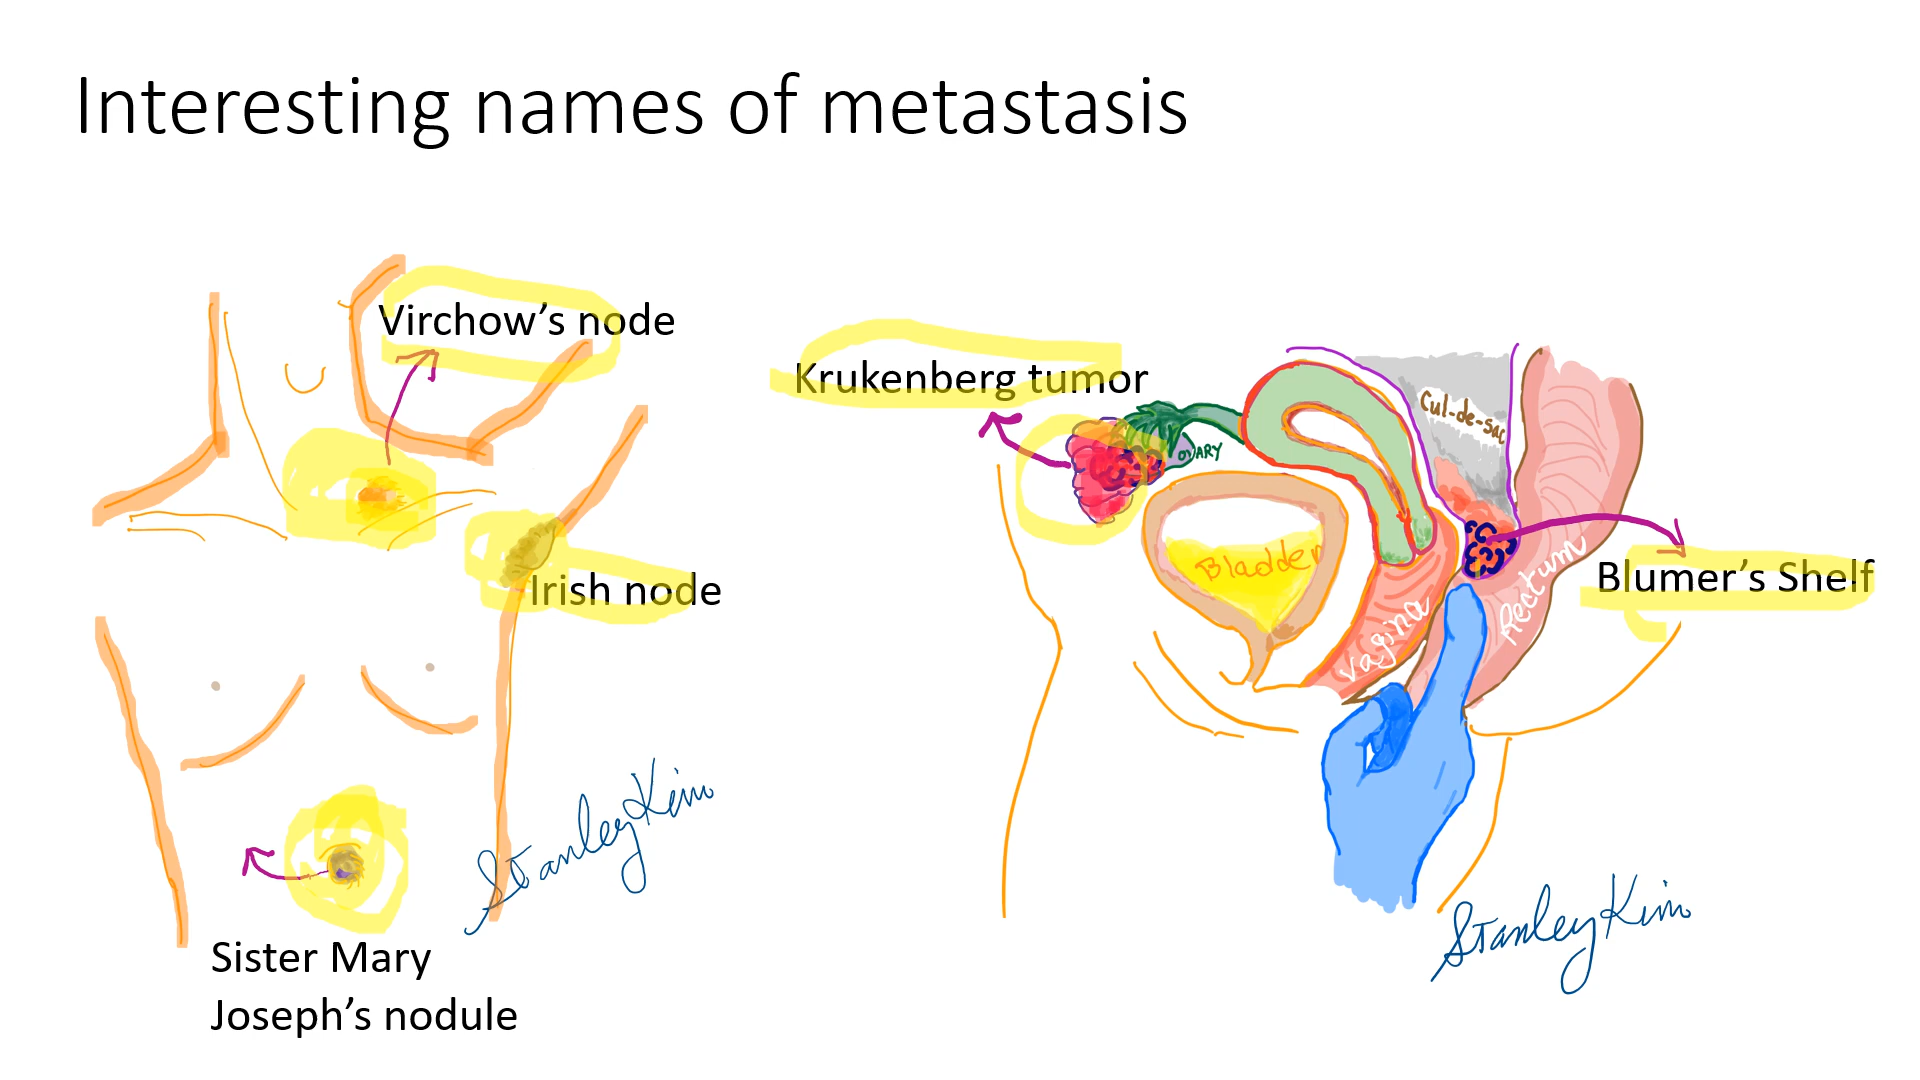 Interesting names of metastasis
Virchow’s node
Irish node
Sister Mary
Joseph’s nodule
Stanley Kim
Krukenberg tumor
OVARY
Cul-de-sac
Bladder
Vagina
Rectum
Blumer’s Shelf
Stanley Kim